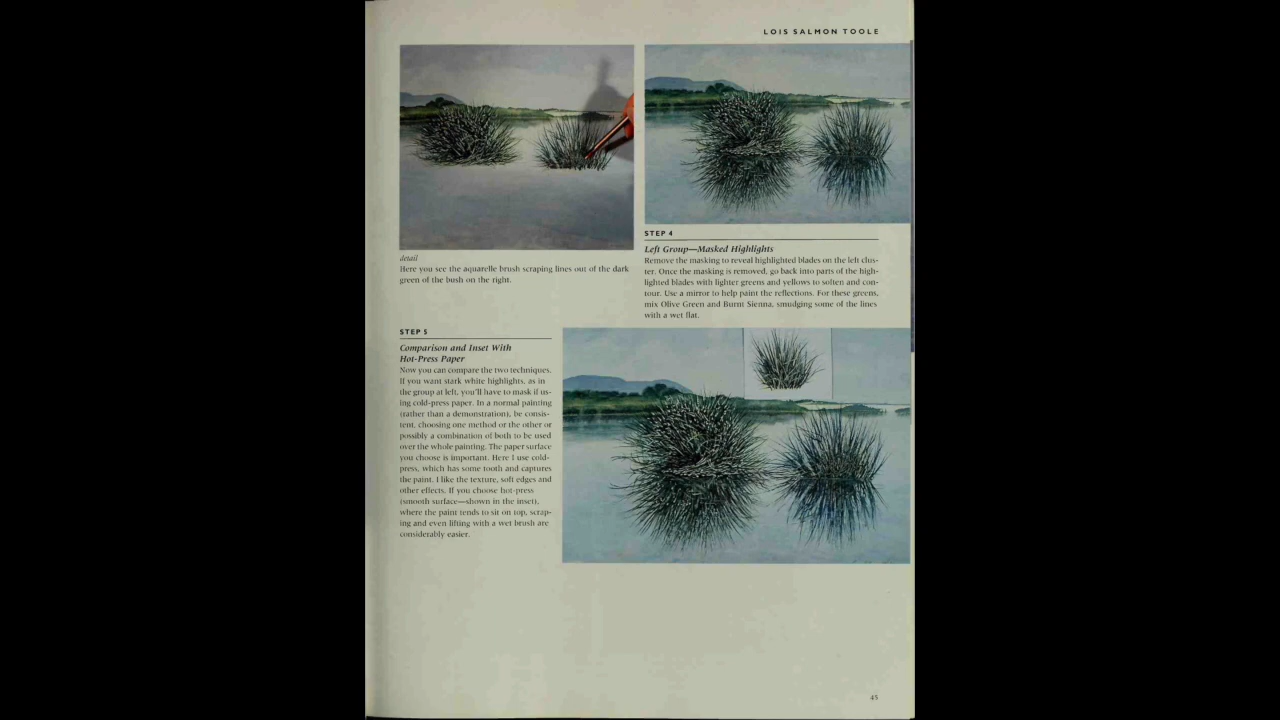 LOIS SALMON TOOLE
detail
Here you see the aquarelle brush scraping lines out of the dark
green of the bush on the right.
STEP 4
Left Group—Masked Highlights
Remove the masking to reveal highlighted blades on the left clus-
ter. Once the masking is removed, go back into parts of the high-
lighted blades with lighter greens and yellows to soften and con-
tour. Use a mirror to help paint the reflections. For these greens,
mix Olive Green and Burnt Sienna, smudging some of the lines
with a wet flat.
STEP 5
Comparison and Inset With
Hot-Press Paper
Now you can compare the two techniques.
If you want stark white highlights, as in
the group at left, you'll have to mask if us-
ing cold-press paper. In a normal painting
(rather than a demonstration), be consis-
tent, choosing one method or the other or
possibly a combination of both to be used
over the whole painting. The paper surface
you choose is important. Here I use cold-
press, which has some tooth and captures
the paint. I like the texture, soft edges and
other effects. If you choose hot-press
(smooth surface—shown in the inset),
where the paint tends to sit on top, scrap-
ing and even lifting with a wet brush are
considerably easier.
45